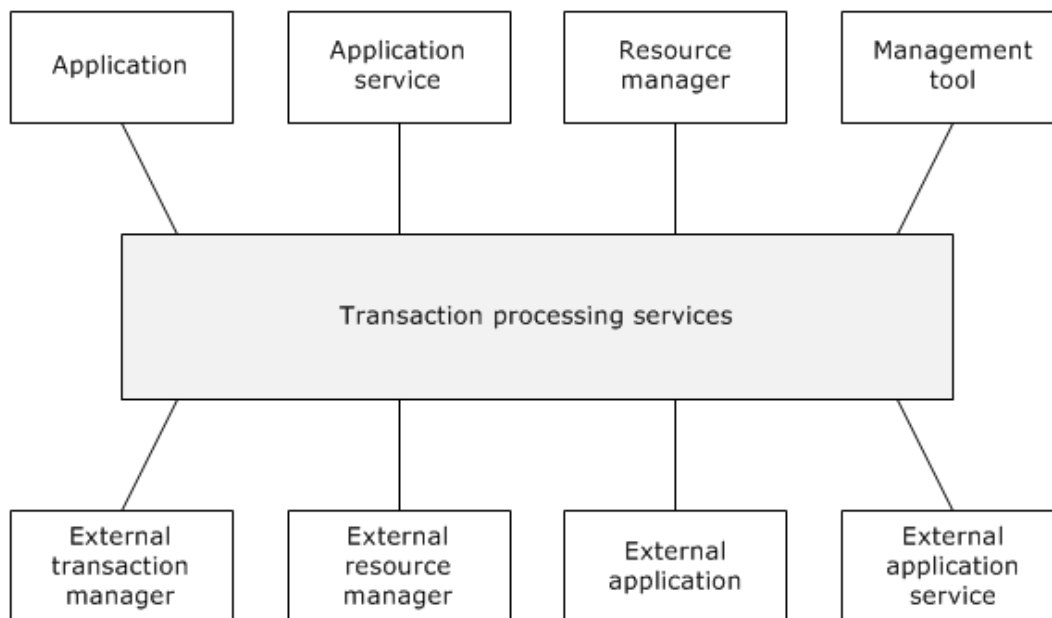 Application
Application
service
Resource
manager
Management
tool
Transaction processing services
External
transaction
manager
External
resource
manager
External
application
External
application
service